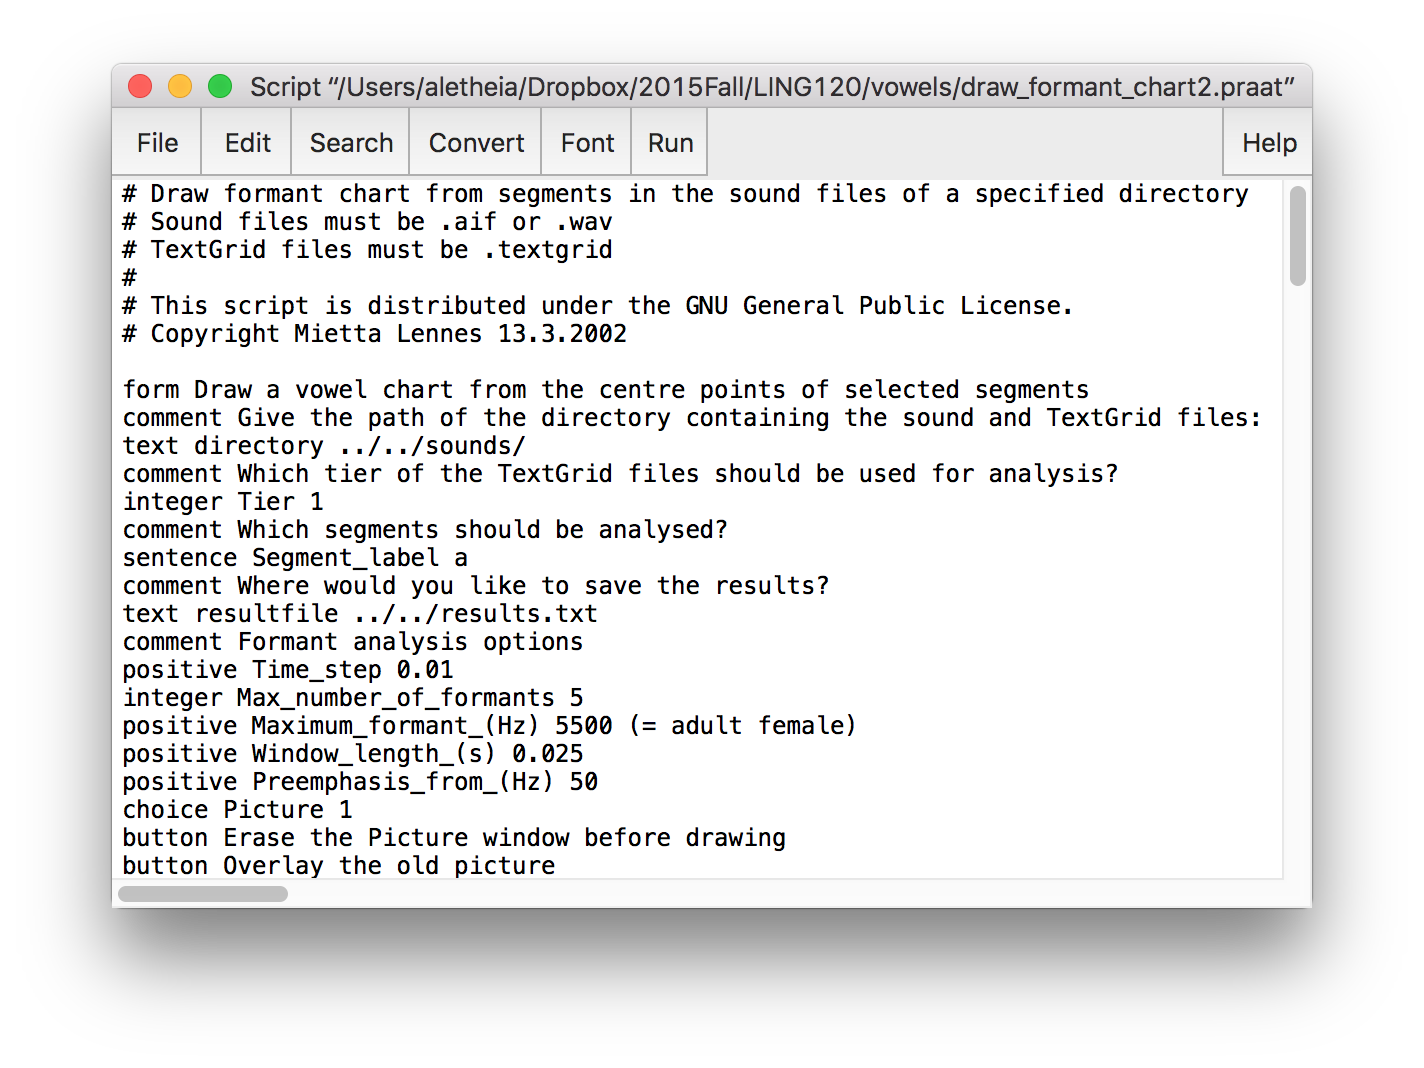 Script “/Users/aletheia/Dropbox/2015Fall/LING120/vowels/draw_formant_chart2.praat”
File Edit Search Convert Font Run Help
# Draw formant chart from segments in the sound files of a specified directory
# Sound files must be .aif or .wav
# TextGrid files must be .textgrid
#
# This script is distributed under the GNU General Public License.
# Copyright Mietta Lennes 13.3.2002

form Draw a vowel chart from the centre points of selected segments
comment Give the path of the directory containing the sound and TextGrid files:
text directory ../../sounds/
comment Which tier of the TextGrid files should be used for analysis?
integer Tier 1
comment Which segments should be analysed?
sentence Segment_label a
comment Where would you like to save the results?
text resultfile ../../results.txt
comment Formant analysis options
positive Time_step 0.01
integer Max_number_of_formants 5
positive Maximum_formant_(Hz) 5500 (= adult female)
positive Window_length_(s) 0.025
positive Preemphasis_from_(Hz) 50
choice Picture 1
button Erase the Picture window before drawing
button Overlay the old picture